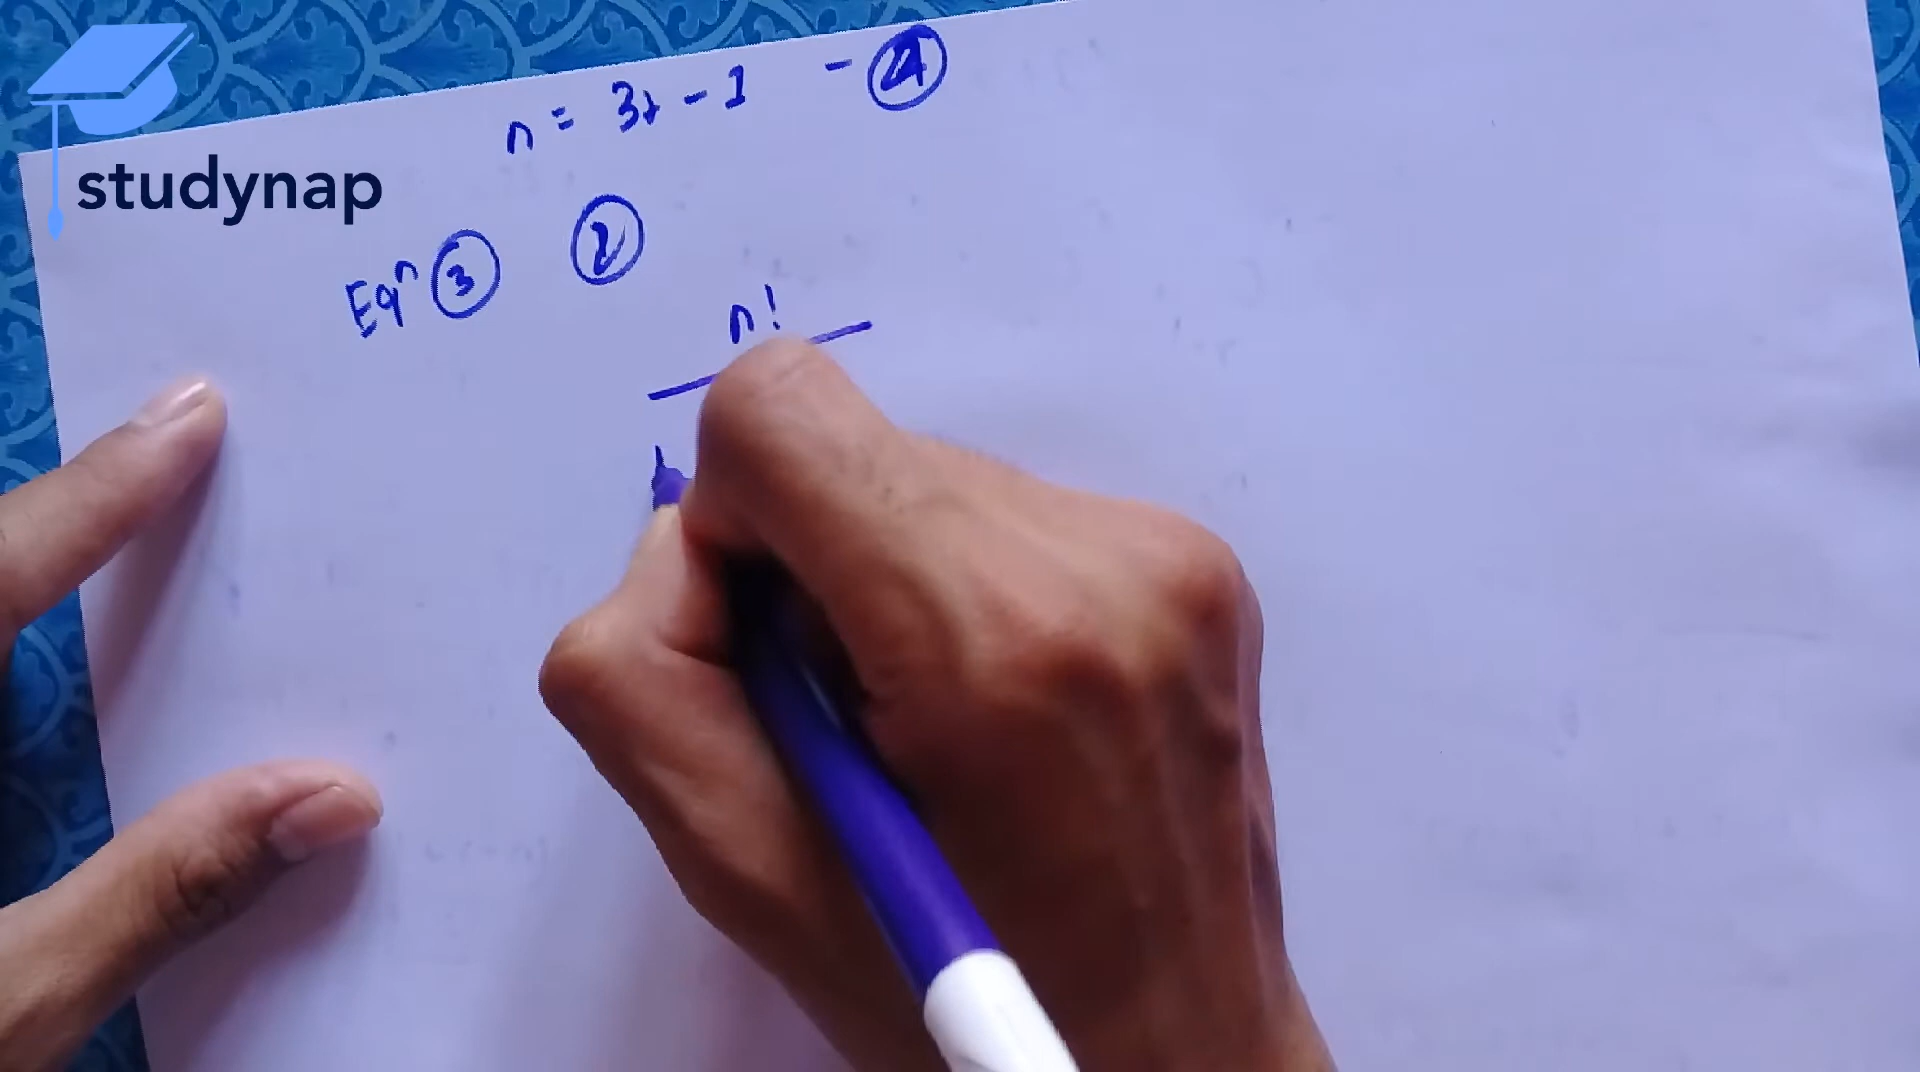 studynap
n = 3r - 1 - 4
Eqⁿ 3 2
n!